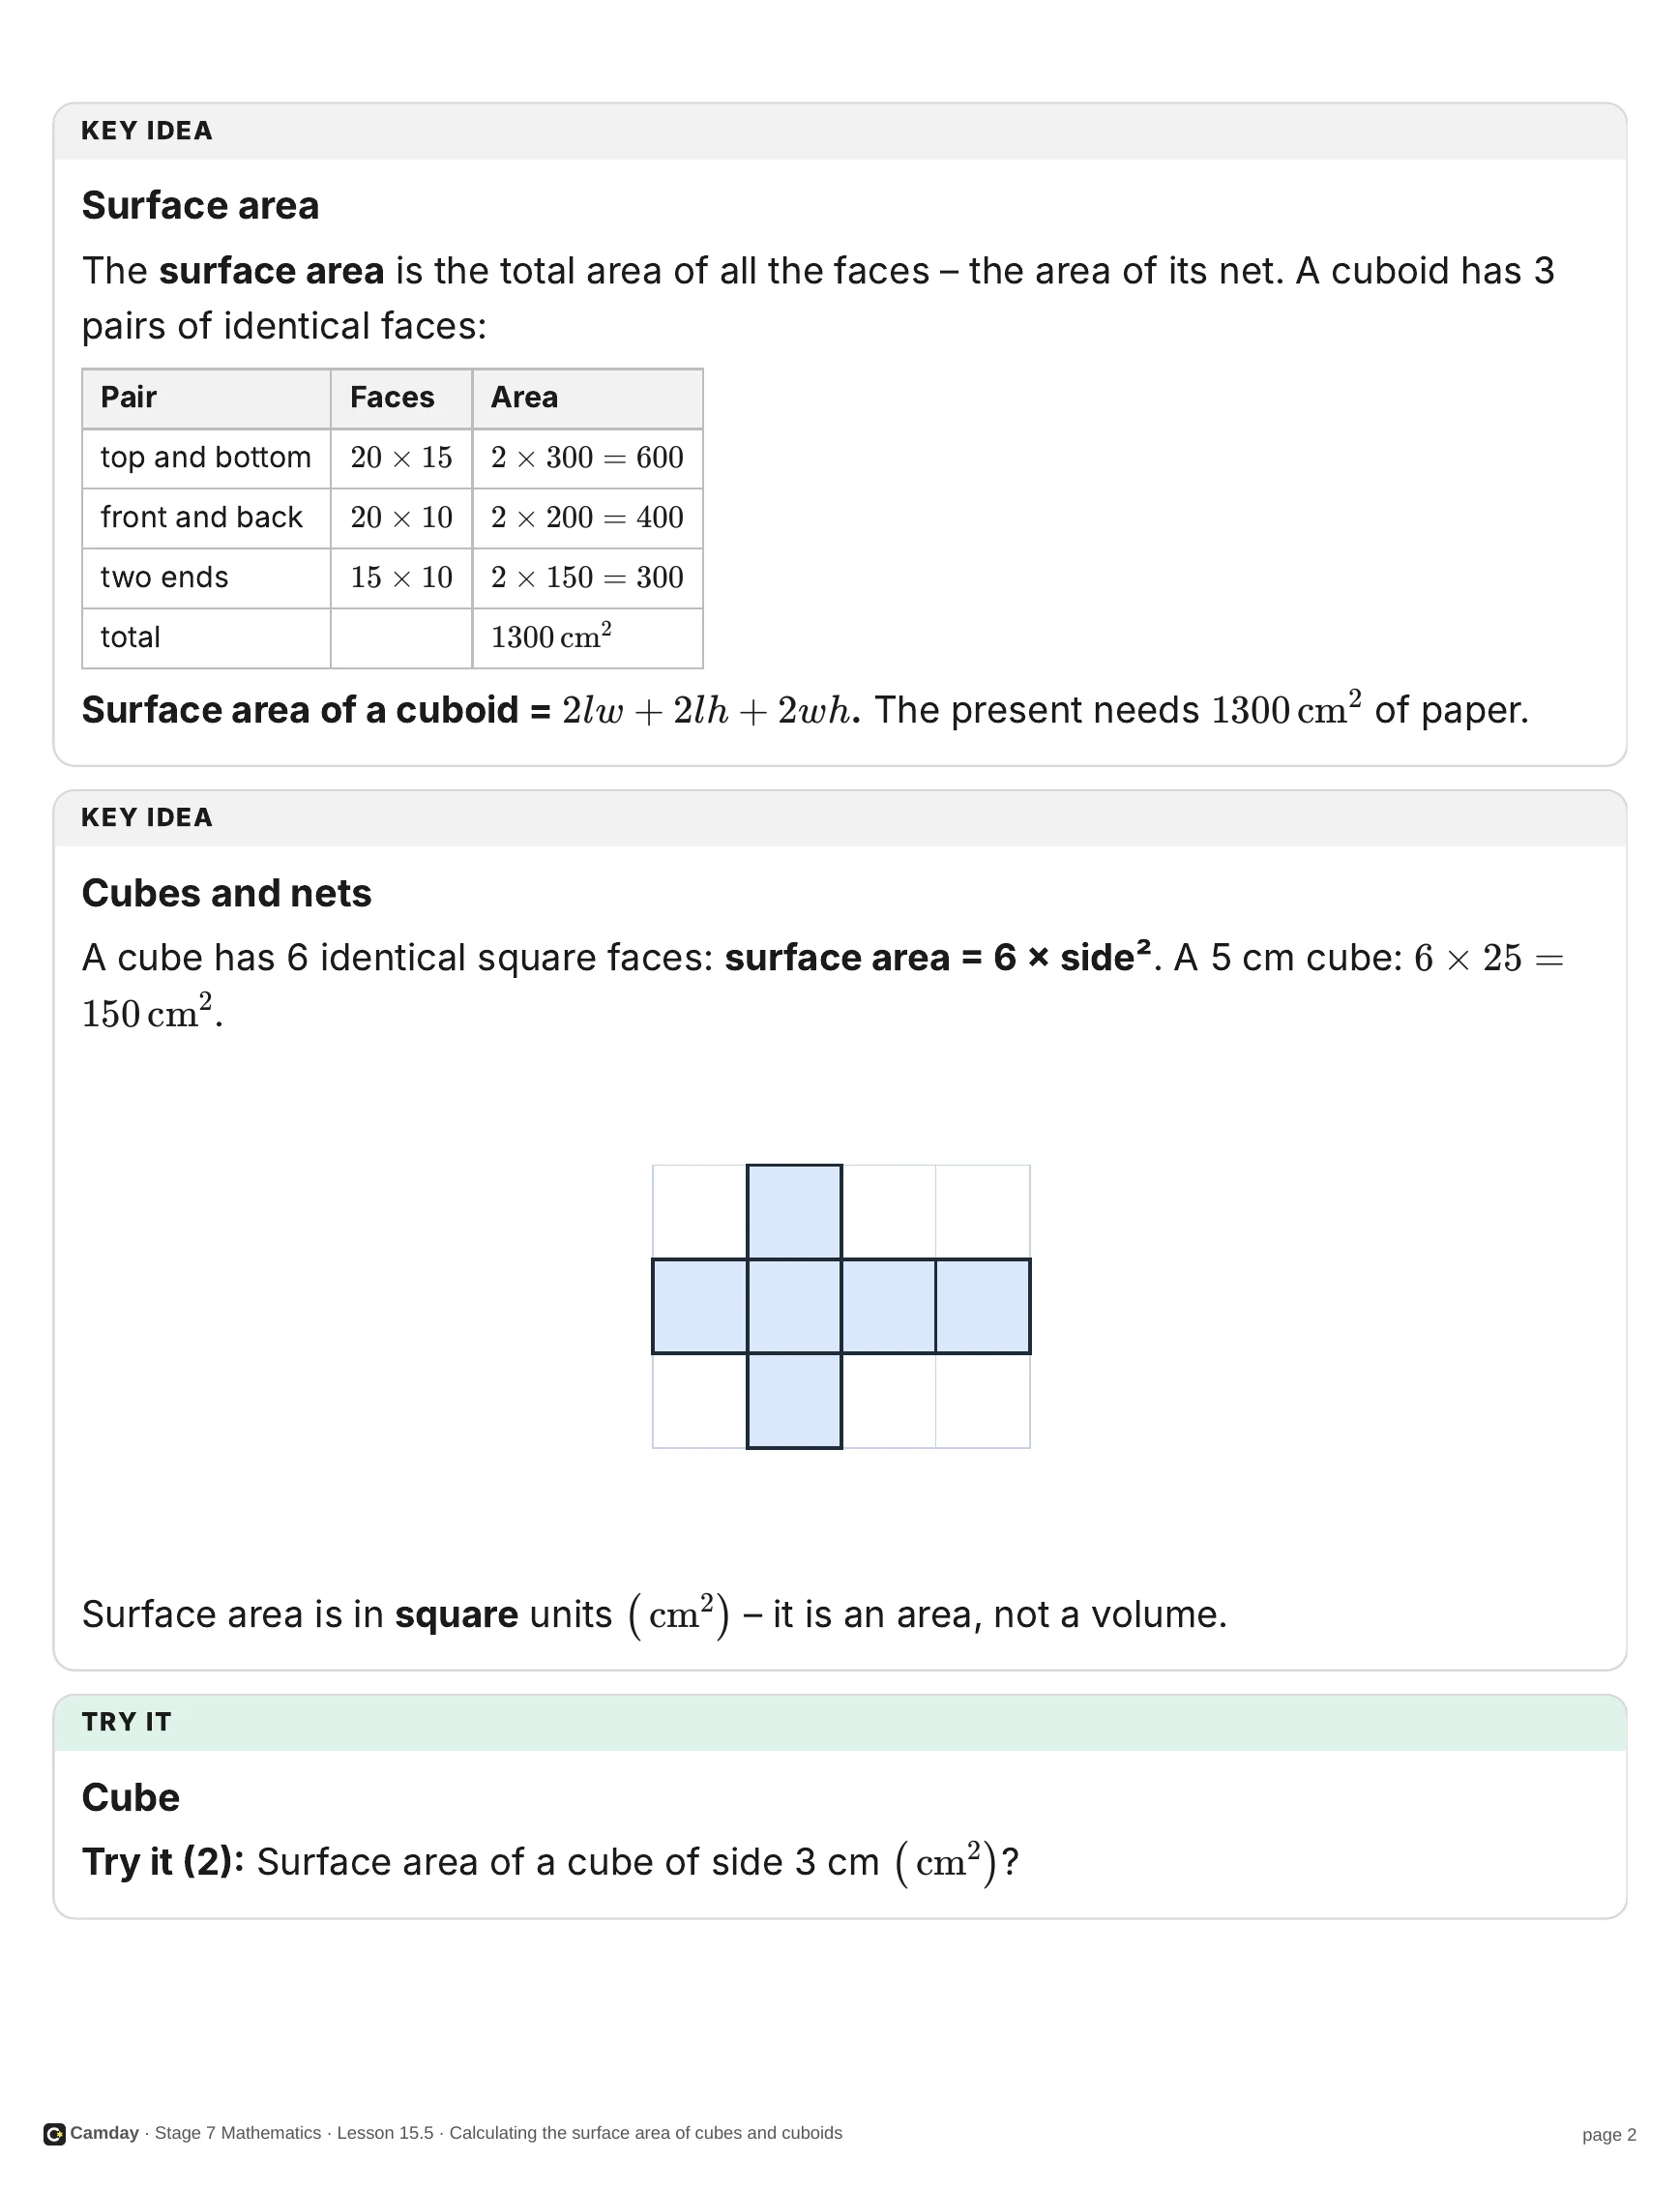 KEY IDEA
Surface area
The surface area is the total area of all the faces – the area of its net. A cuboid has 3
pairs of identical faces:
Pair Faces Area
top and bottom 20 × 15 2 × 300 = 600
front and back 20 × 10 2 × 200 = 400
two ends 15 × 10 2 × 150 = 300
total 1300 cm²
Surface area of a cuboid = 2lw + 2lh + 2wh. The present needs 1300 cm² of paper.
KEY IDEA
Cubes and nets
A cube has 6 identical square faces: surface area = 6 × side². A 5 cm cube: 6 × 25 =
150 cm².
Surface area is in square units (cm²) – it is an area, not a volume.
TRY IT
Cube
Try it (2): Surface area of a cube of side 3 cm (cm²)?
Camday · Stage 7 Mathematics · Lesson 15.5 · Calculating the surface area of cubes and cuboids page 2